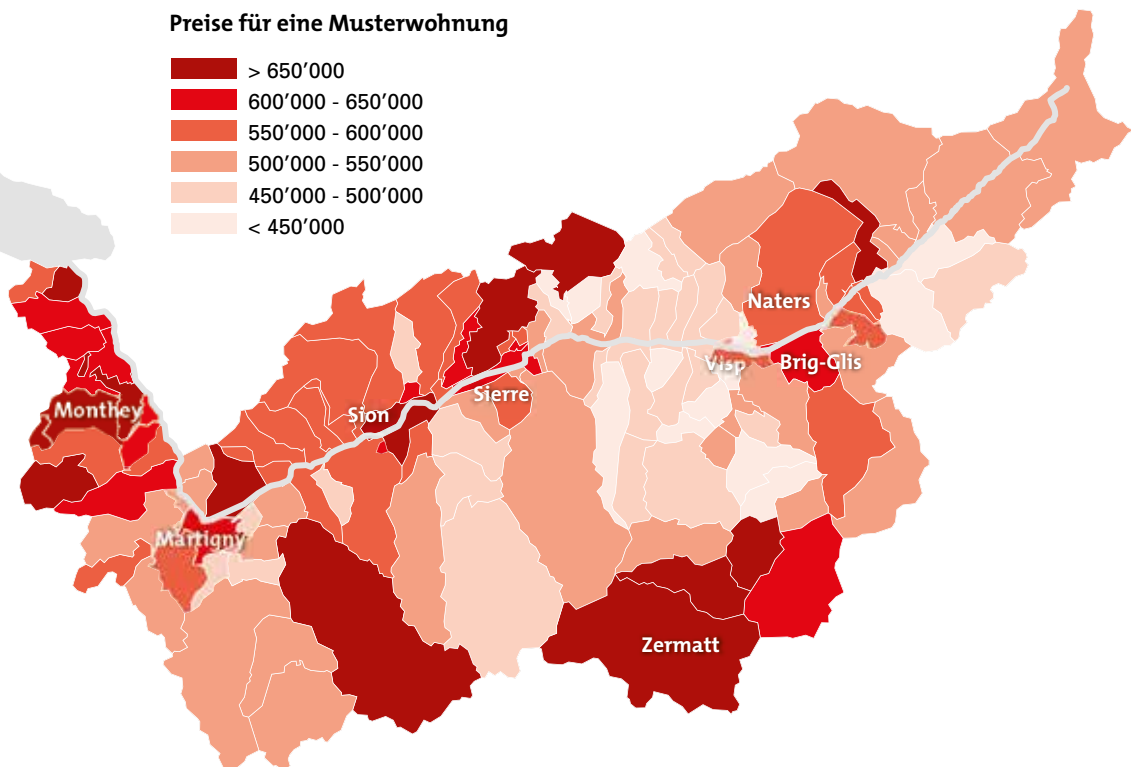 Preise für eine Musterwohnung
> 650’000
600’000 - 650’000
550’000 - 600’000
500’000 - 550’000
450’000 - 500’000
< 450’000
Naters
Visp
Brig-Glis
Sierre
Monthey
Sion
Martigny
Zermatt